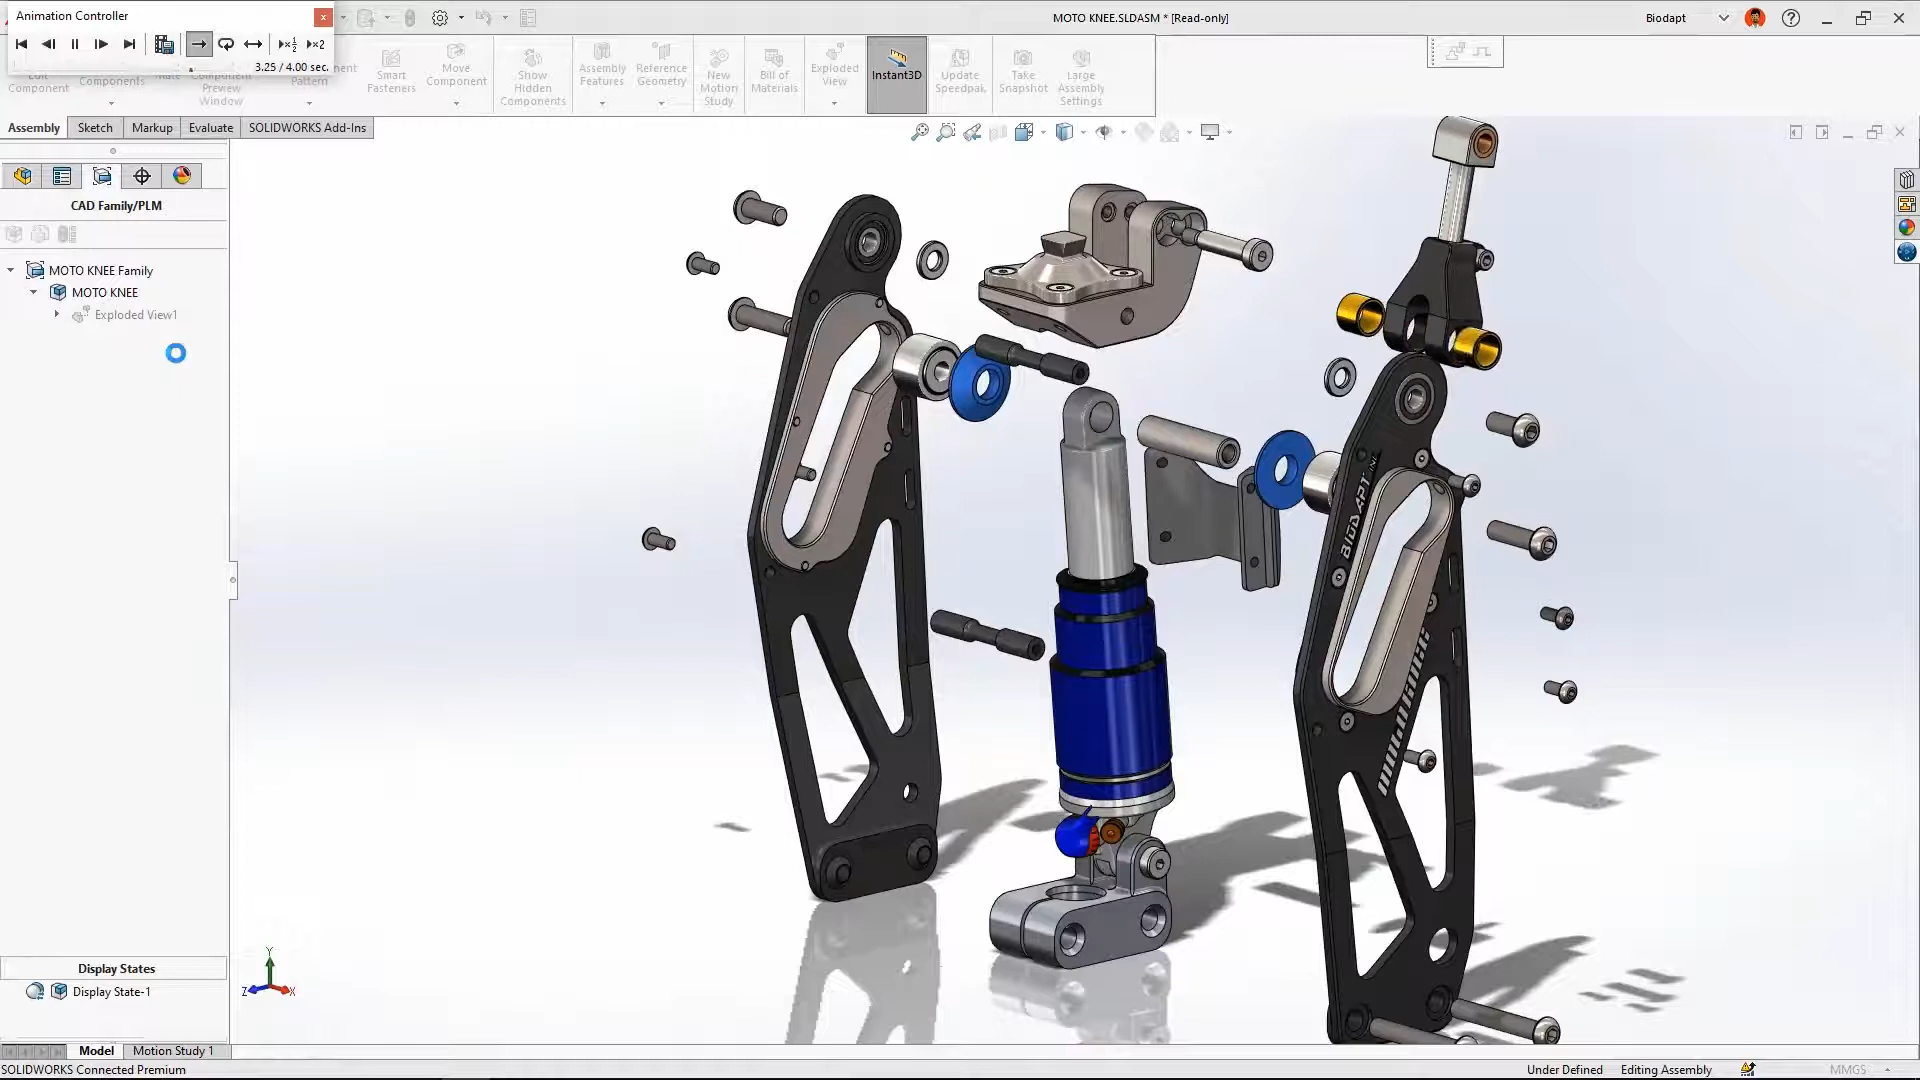 Animation Controller
MOTO KNEE.SLDASM * [Read-only]
Biodapt
3.25 / 4.00 sec.
Component
Components
Component Preview Window
Pattern
Smart Fasteners
Move Component
Show Hidden Components
Assembly Features
Reference Geometry
New Motion Study
Bill of Materials
Exploded View
Instant3D
Update Speedpak
Take Snapshot
Large Assembly Settings
Assembly
Sketch
Markup
Evaluate
SOLIDWORKS Add-Ins
CAD Family/PLM
MOTO KNEE Family
MOTO KNEE
Exploded View1
BIODAPT
Display States
Display State-1
Y
Z
X
Model
Motion Study 1
SOLIDWORKS Connected Premium
Under Defined
Editing Assembly
MMGS